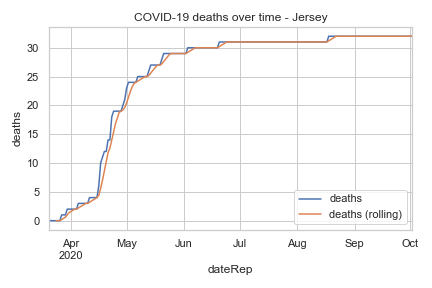 COVID-19 deaths over time - Jersey
deaths
30
25
20
15
10
5
0
Apr
2020
May
Jun
Jul
Aug
Sep
Oct
dateRep
deaths
deaths (rolling)